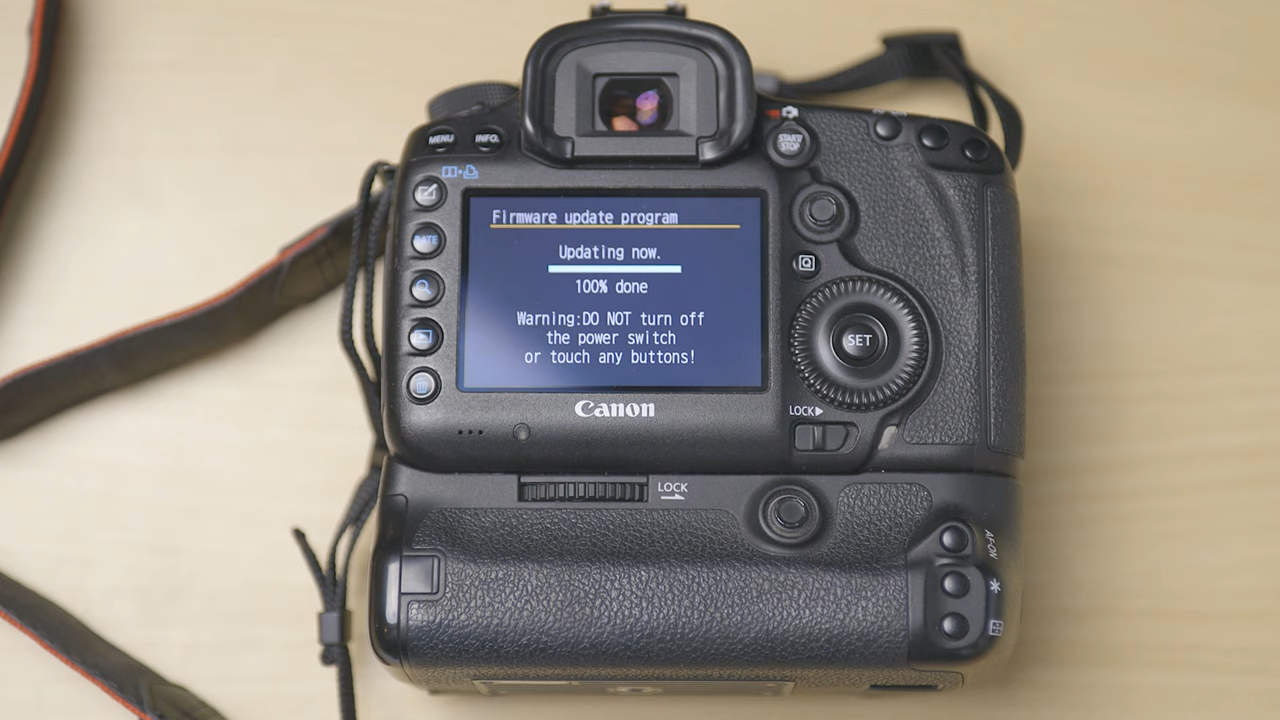 MENU
INFO.
START/
STOP
RATE
Firmware update program
Updating now.
100% done
Warning:DO NOT turn off
the power switch
or touch any buttons!
Q
SET
Canon
LOCK▶
LOCK
AF-ON